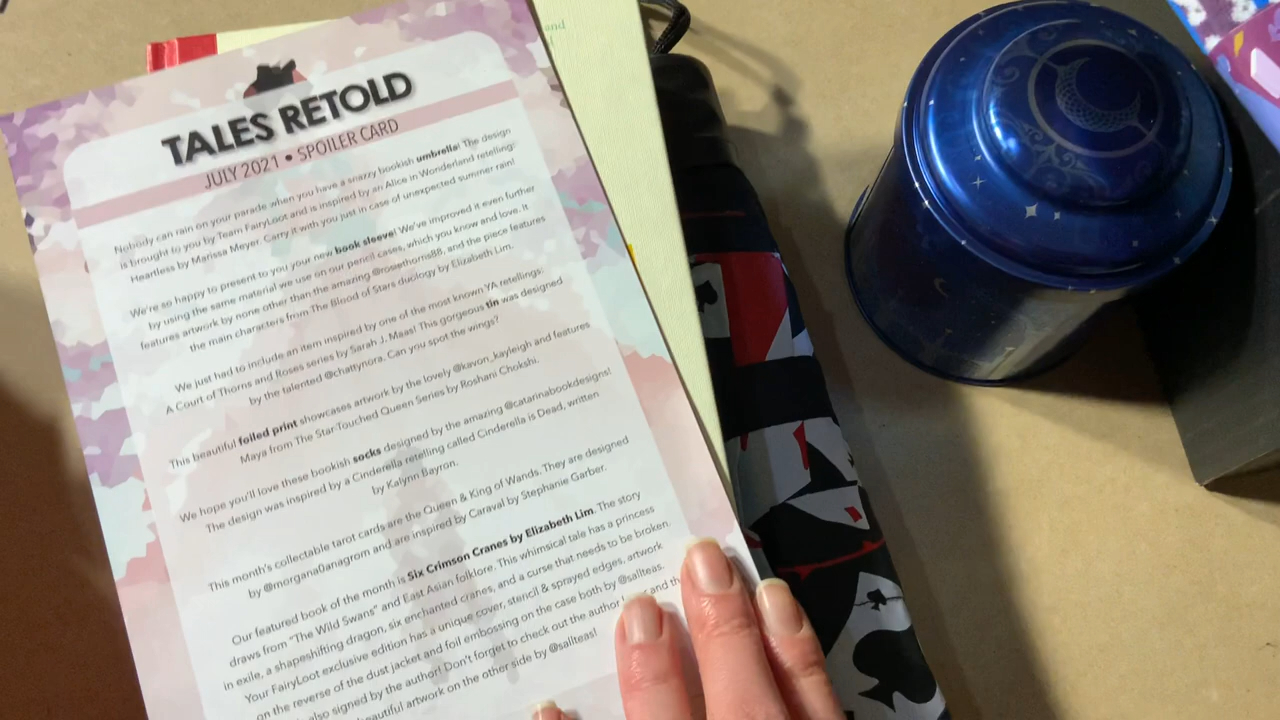 TALES RETOLD
JULY 2021 • SPOILER CARD
Nobody can rain on your parade when you have a snazzy bookish umbrella! The design
is brought to you by Team FairyLoot and is inspired by an Alice in Wonderland retelling:
Heartless by Marissa Meyer. Carry it with you just in case of unexpected summer rain!
We're so happy to present to you your new book sleeve! We've improved it even further
by using the same material we use on our pencil cases, which you know and love. It
features artwork by none other than the amazing @rosiethorns88, and the piece features
the main characters from The Blood of Stars duology by Elizabeth Lim.
We just had to include an item inspired by one of the most known YA retellings:
A Court of Thorns and Roses series by Sarah J. Maas! This gorgeous tin was designed
by the talented @chattynora. Can you spot the wings?
This beautiful foiled print showcases artwork by the lovely @kavon_kayleigh and features
Maya from The Star-Touched Queen Series by Roshani Chokshi.
We hope you'll love these bookish socks designed by the amazing @catarinabookdesigns!
The design was inspired by a Cinderella retelling called Cinderella is Dead, written
by Kalynn Bayron.
This month's collectable tarot cards are the Queen & King of Wands. They are designed
by @morgana0anagrom and are inspired by Caraval by Stephanie Garber.
Our featured book of the month is Six Crimson Cranes by Elizabeth Lim. The story
draws from "The Wild Swans" and East Asian folklore. This whimsical tale has a princess
in exile, a shapeshifting dragon, six enchanted cranes, and a curse that needs to be broken.
Your FairyLoot exclusive edition has a unique cover, stencil & sprayed edges, artwork
on the reverse of the dust jacket and foil embossing on the case both by @salliteas.
also signed by the author! Don't forget to check out the author and the
beautiful artwork on the other side by @salliteas!
and